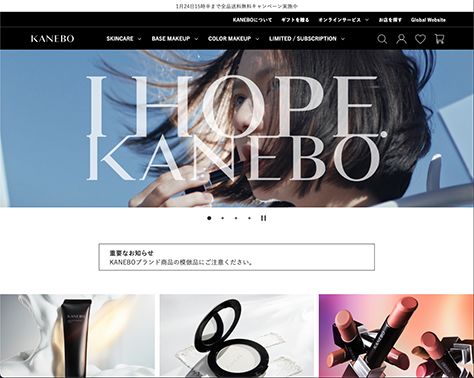 1月24日15時半まで全品送料無料キャンペーン実施中
KANEBOについて ギフトを贈る オンラインサービス お店を探す Global Website
KANEBO SKINCARE BASE MAKEUP COLOR MAKEUP LIMITED / SUBSCRIPTION
I HOPE.
KANEBO
重要なお知らせ
KANEBOブランド商品の模倣品にご注意ください。
KANEBO